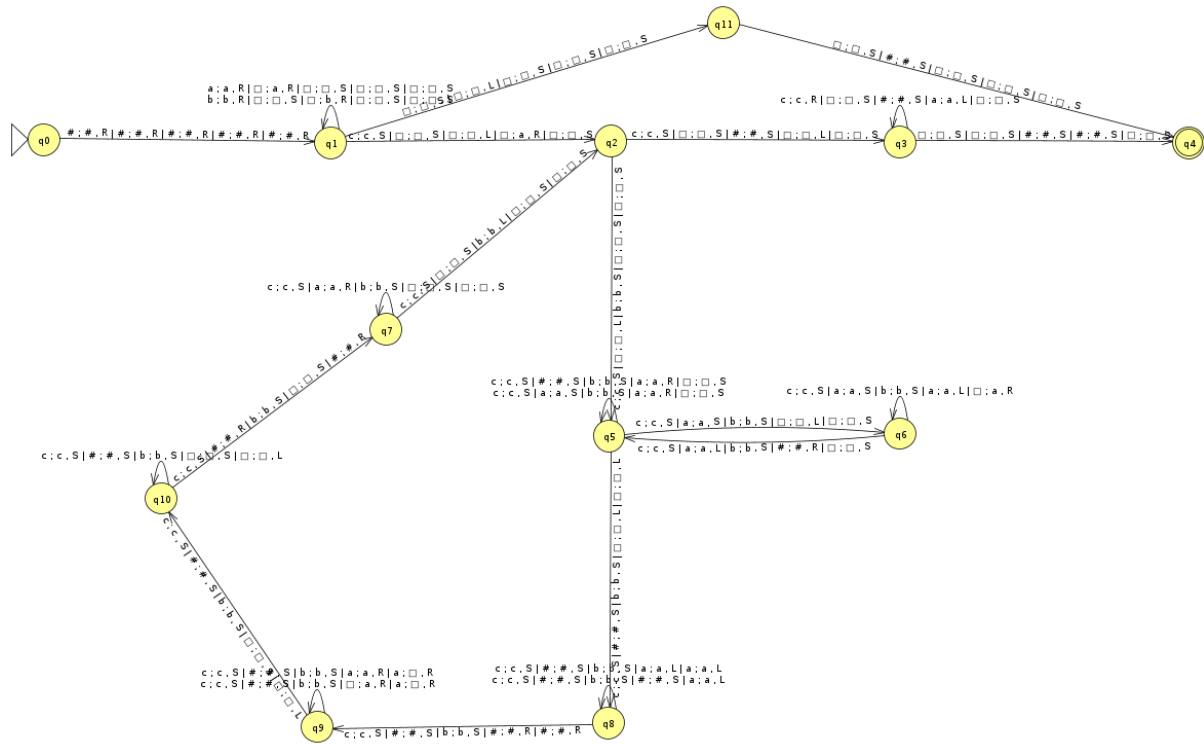 q11
□;□,S|□;□,L|□;□,S|□;□,S|□;□,S
□;□,S|#;#,S|□;□,S|□;□,S|□;□,S
a;a,R|□;a,R|□;□,S|□;□,S|□;□,S
b;b,R|□;□,S|□;b,R|□;□,S|□;□,S
c;c,R|□;□,S|#;#,S|a;a,L|□;□,S
q0
#;#,R|#;#,R|#;#,R|#;#,R|#;#,R
q1
c;c,S|□;□,S|□;□,L|□;a,R|□;□,S
q2
c;c,S|□;□,S|#;#,S|□;□,L|□;□,S
q3
□;□,S|□;□,S|#;#,S|#;#,S|□;□,
q4
c;c,S|□;□,S|b;b,L|□;□,S|□;□,S
c;c,S|□;□,L|b;b,S|□;□,S|□;□,S
c;c,S|a;a,R|b;b,S|□;□,S|□;□,S
q7
c;c,S|#;#,R|b;b,S|□;□,S|#;#,R
c;c,S|#;#,S|b;b,S|a;a,R|□;□,S
c;c,S|a;a,S|b;b,S|a;a,R|□;□,S
c;c,S|a;a,S|b;b,S|a;a,L|□;a,R
q5
c;c,S|a;a,S|b;b,S|□;□,L|□;□,S
c;c,S|a;a,L|b;b,S|#;#,R|□;□,S
q6
c;c,S|#;#,S|b;b,S|□;□,S|□;□,L
q10
c;c,S|#;#,S|b;b,S|□;□,L|□;□,L
c;c,S|#;#,S|b;b,S|□;□,
□;□,L
c;c,S|#;#,S|b;b,S|a;a,R|a;□,R
c;c,S|#;#,S|b;b,S|□;a,R|a;□,R
c;c,S|#;#,S|b;b,S|a;a,L|a;a,L
c;c,S|#;#,S|b;b,S|#;#,S|a;a,L
q9
c;c,S|#;#,S|b;b,S|#;#,R|#;#,R
q8